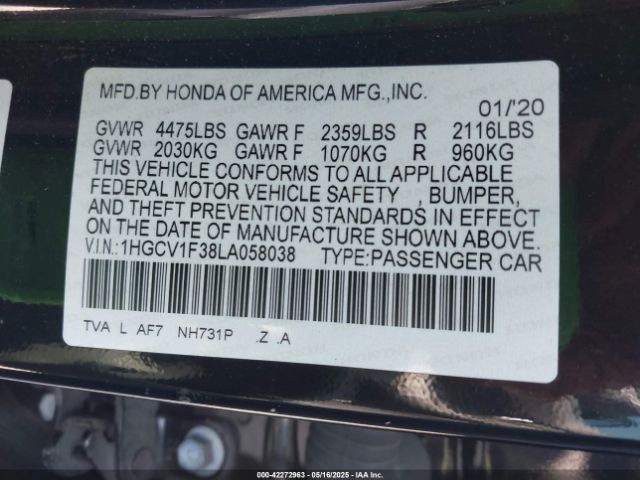 MFD.BY HONDA OF AMERICA MFG.,INC.
01/'20
GVWR 4475LBS GAWR F 2359LBS R 2116LBS
GVWR 2030KG GAWR F 1070KG R 960KG
THIS VEHICLE CONFORMS TO ALL APPLICABLE
FEDERAL MOTOR VEHICLE SAFETY , BUMPER,
AND THEFT PREVENTION STANDARDS IN EFFECT
ON THE DATE OF MANUFACTURE SHOWN ABOVE.
V.I.N.:1HGCV1F38LA058038 TYPE:PASSENGER CAR
TVA L AF7 NH731P .Z .A
000-42272963 | 05/16/2025 | IAA Inc.